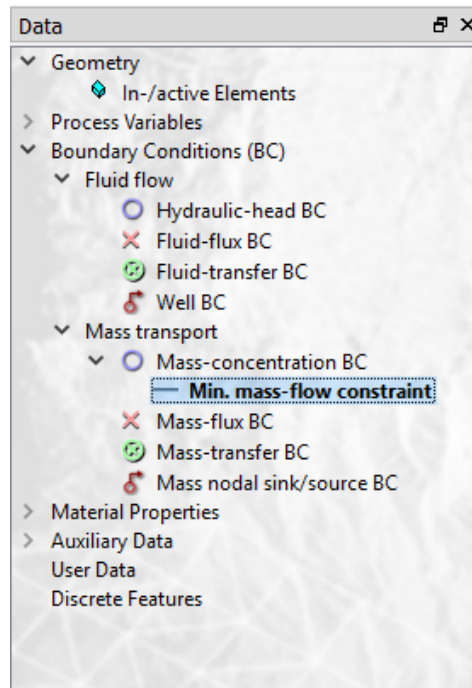 Data
Geometry
In-/active Elements
Process Variables
Boundary Conditions (BC)
Fluid flow
Hydraulic-head BC
Fluid-flux BC
Fluid-transfer BC
Well BC
Mass transport
Mass-concentration BC
Min. mass-flow constraint
Mass-flux BC
Mass-transfer BC
Mass nodal sink/source BC
Material Properties
Auxiliary Data
User Data
Discrete Features